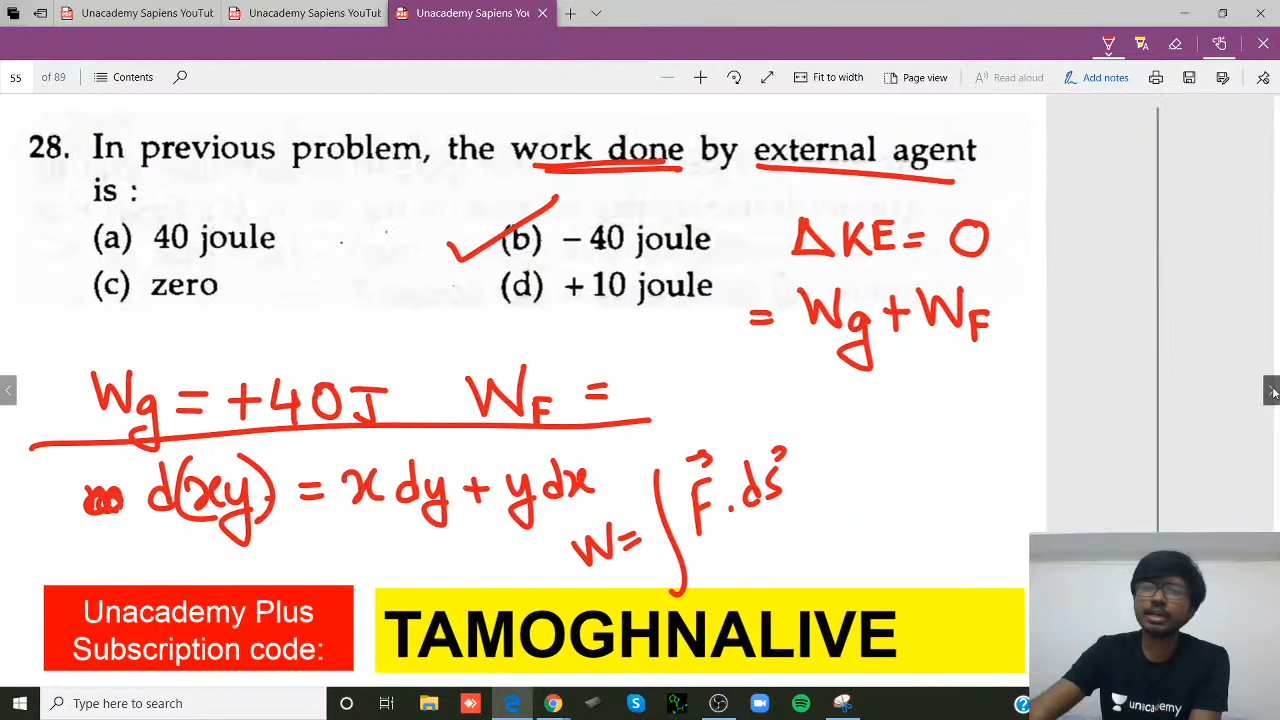 Unacademy Sapiens YouTu
Unacademy Sapiens YouTu
Unacademy Sapiens YouTu
55 of 89 Contents Fit to width Page view Read aloud Add notes
28. In previous problem, the work done by external agent
is :
(a) 40 joule (b) – 40 joule
(c) zero (d) + 10 joule
ΔKE = 0
= Wg + WF
Wg = +40J WF =
d(xy) = x dy + y dx
W = ∫ F⃗ . ds⃗
Unacademy Plus
Subscription code:
TAMOGHNALIVE
unacademy
Type here to search